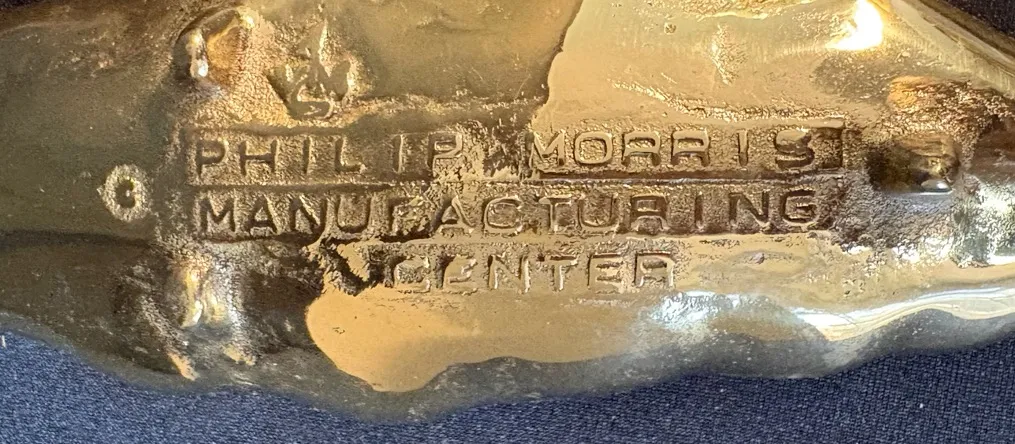 PHILIP MORRIS
MANUFACTURING
CENTER